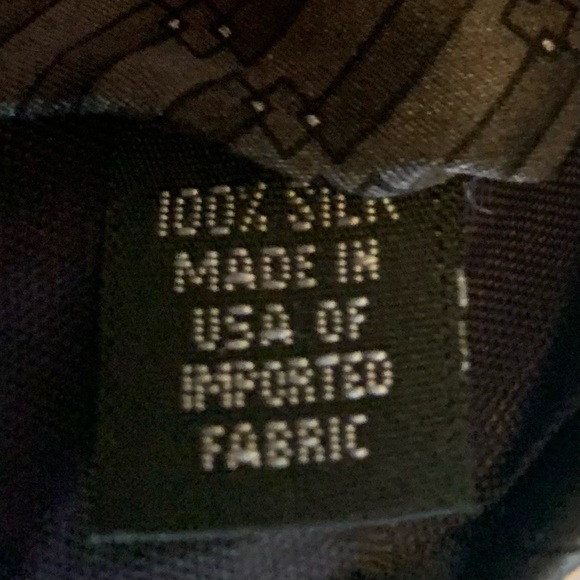 100% SILK
MADE IN
USA OF
IMPORTED
FABRIC